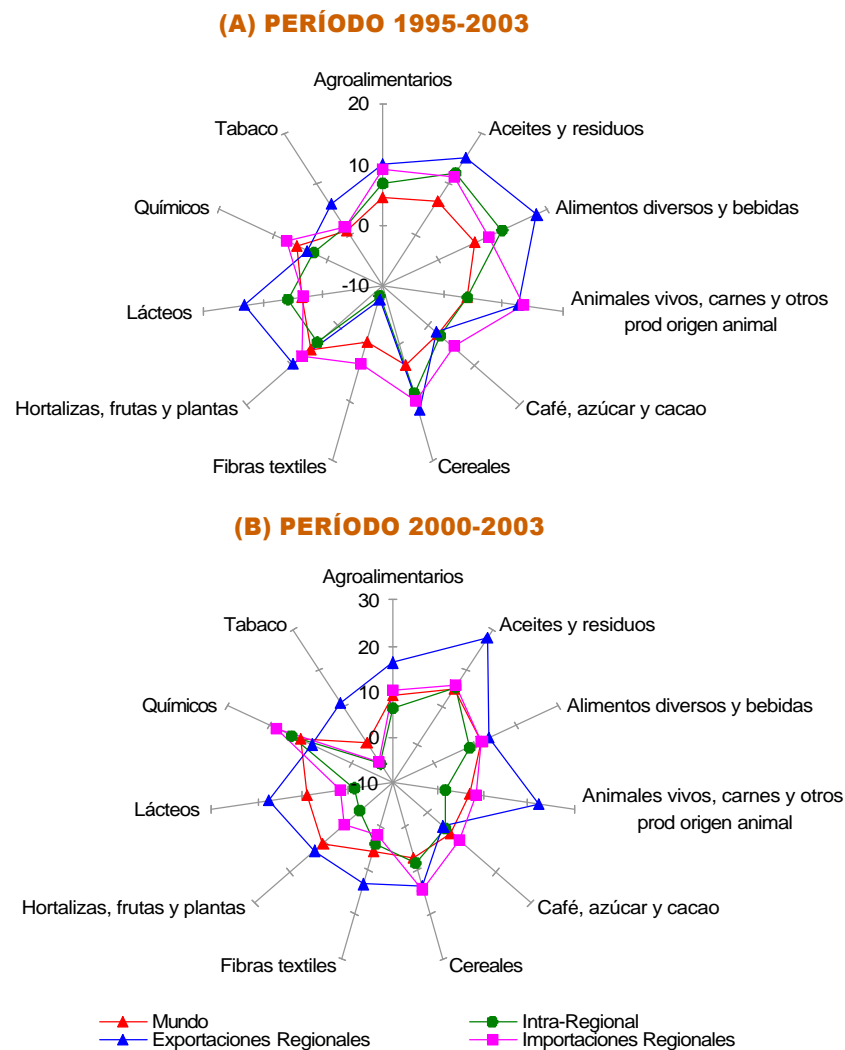 (A) PERÍODO 1995-2003
Agroalimentarios
20
Tabaco
Aceites y residuos
10
Químicos
Alimentos diversos y bebidas
0
-10
Lácteos
Animales vivos, carnes y otros
prod origen animal
Hortalizas, frutas y plantas
Café, azúcar y cacao
Fibras textiles
Cereales
(B) PERÍODO 2000-2003
Agroalimentarios
30
Tabaco
Aceites y residuos
20
Químicos
Alimentos diversos y bebidas
10
0
-10
Lácteos
Animales vivos, carnes y otros
prod origen animal
Hortalizas, frutas y plantas
Café, azúcar y cacao
Fibras textiles
Cereales
Mundo
Intra-Regional
Exportaciones Regionales
Importaciones Regionales